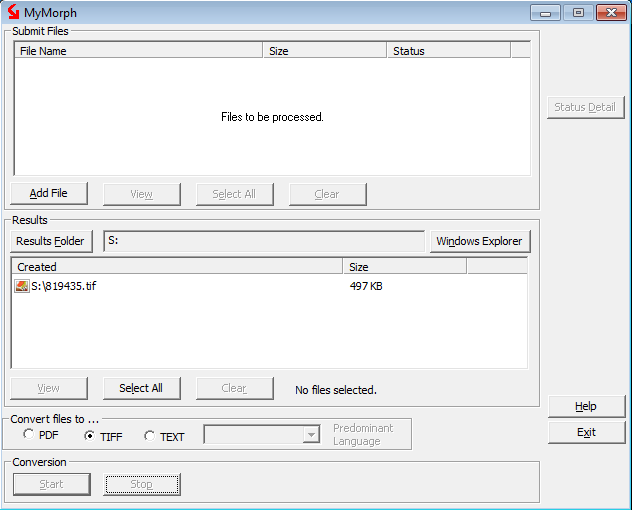 MyMorph
Submit Files
File Name Size Status
Files to be processed.
Status Detail
Add File View Select All Clear
Results
Results Folder S: Windows Explorer
Created Size
S:\819435.tif 497 KB
View Select All Clear No files selected.
Help
Convert files to ...
PDF TIFF TEXT Predominant
Language
Exit
Conversion
Start Stop